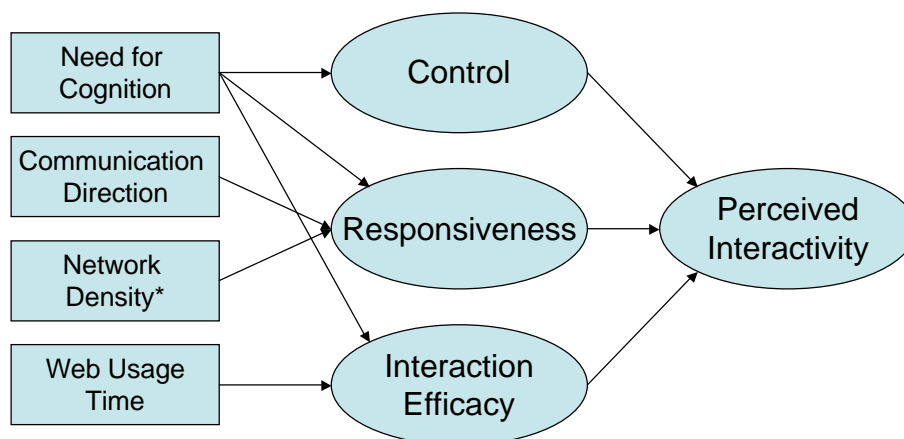 Need for
Cognition
Control
Communication
Direction
Responsiveness
Perceived
Interactivity
Network
Density*
Web Usage
Time
Interaction
Efficacy